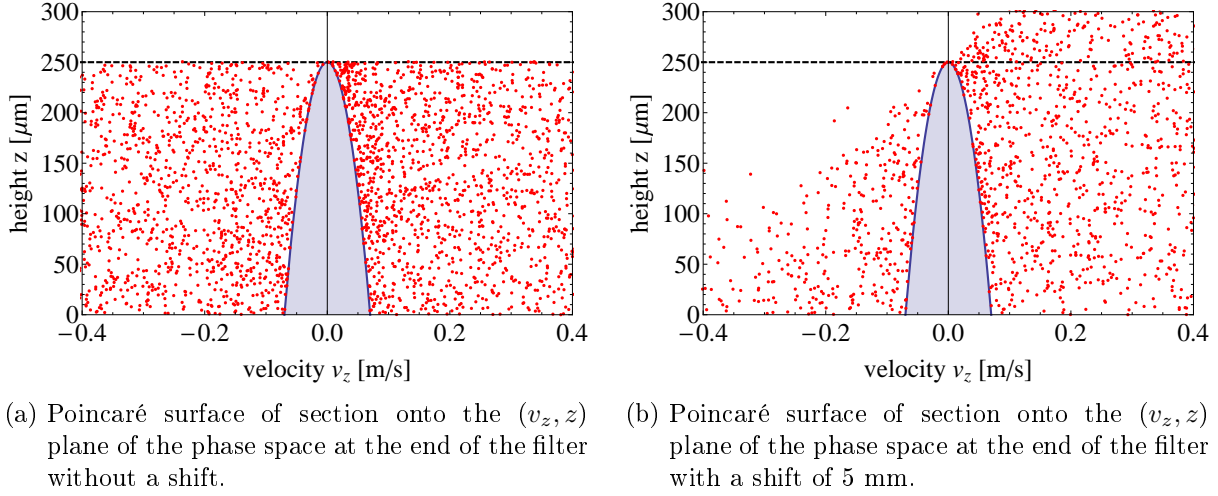 300
250
200
150
100
50
0
height z [μm]
−0.4 −0.2 0.0 0.2 0.4
velocity v_z [m/s]
(a) Poincaré surface of section onto the (v_z, z)
plane of the phase space at the end of the filter
without a shift.
300
250
200
150
100
50
0
height z [μm]
−0.4 −0.2 0.0 0.2 0.4
velocity v_z [m/s]
(b) Poincaré surface of section onto the (v_z, z)
plane of the phase space at the end of the filter
with a shift of 5 mm.